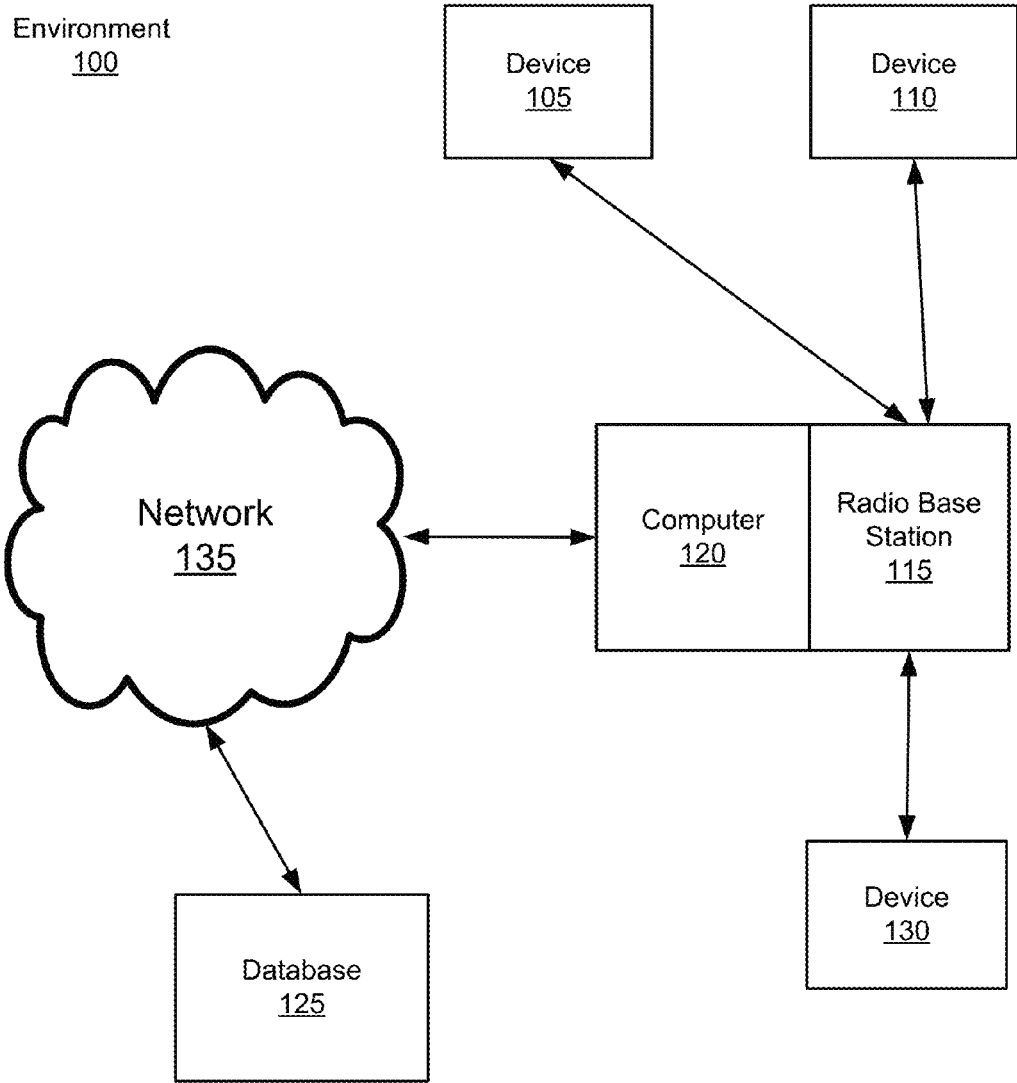 Environment
100
Device
105
Device
110
Network
135
Computer
120
Radio Base
Station
115
Device
130
Database
125